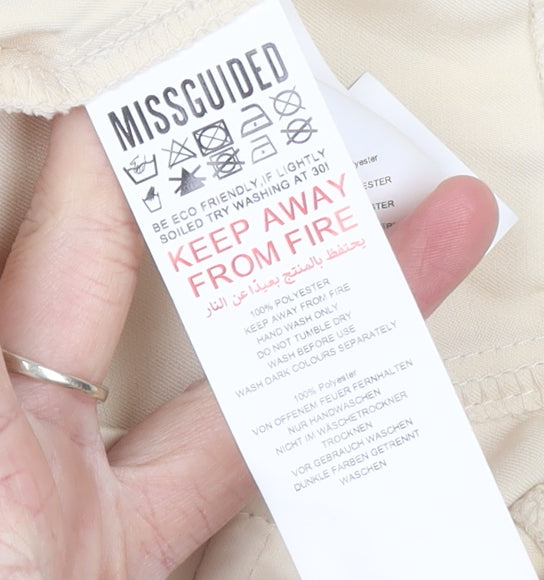 MISSGUIDED
BE ECO FRIENDLY,IF LIGHTLY
SOILED TRY WASHING AT 30!
KEEP AWAY
FROM FIRE
يحتفظ بالمنتج بعيدًا عن النار
100% POLYESTER
KEEP AWAY FROM FIRE
HAND WASH ONLY
DO NOT TUMBLE DRY
WASH BEFORE USE
WASH DARK COLOURS SEPARATELY
100% Polyester
VON OFFENEM FEUER FERNHALTEN
NUR HANDWASCHEN
NICHT IM WÄSCHETROCKNER
TROCKNEN
VOR GEBRAUCH WASCHEN
DUNKLE FARBEN GETRENNT
WASCHEN